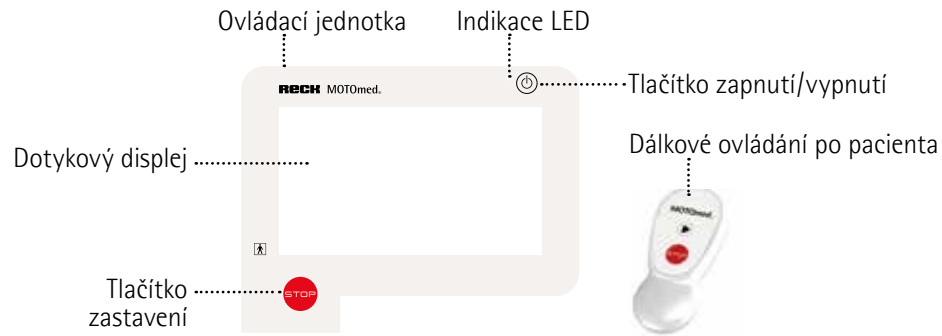 Ovládací jednotka
Indikace LED
RECK MOTOmed.
Tlačítko zapnutí/vypnutí
Dotykový displej
Dálkové ovládání po pacienta
MOTOmed.
STOP
Tlačítko
zastavení
STOP